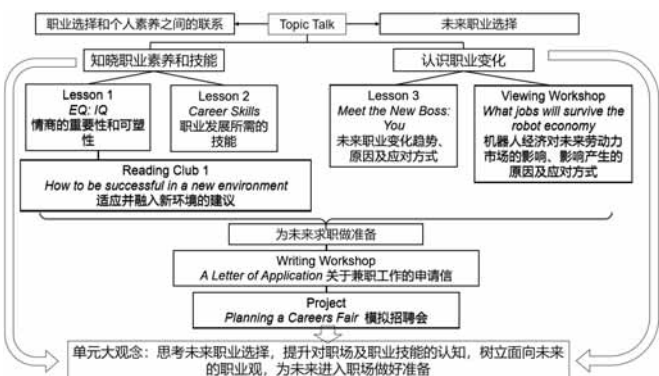 职业选择和个人素养之间的联系
Topic Talk
未来职业选择
知晓职业素养和技能
认识职业变化
Lesson 1
EQ: IQ
情商的重要性和可塑
性
Lesson 2
Career Skills
职业发展所需的
技能
Lesson 3
Meet the New Boss:
You
未来职业变化趋势、
原因及应对方式
Viewing Workshop
What jobs will survive the
robot economy
机器人经济对未来劳动力
市场的影响、影响产生的
原因及应对方式
Reading Club 1
How to be successful in a new environment
适应并融入新环境的建议
为未来求职做准备
Writing Workshop
A Letter of Application 关于兼职工作的申请信
Project
Planning a Careers Fair 模拟招聘会
单元大观念：思考未来职业选择，提升对职场及职业技能的认知，树立面向未来
的职业观，为未来进入职场做好准备